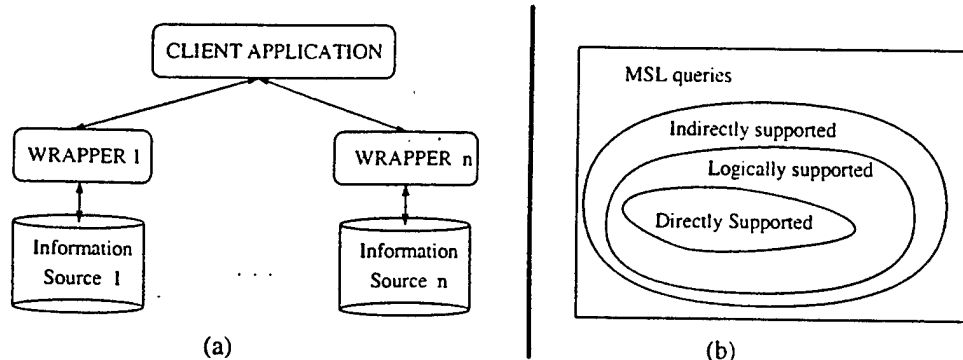 CLIENT APPLICATION
WRAPPER 1
WRAPPER n
Information
Source 1
. . .
Information
Source n
(a)
MSL queries
Indirectly supported
Logically supported
Directly Supported
(b)